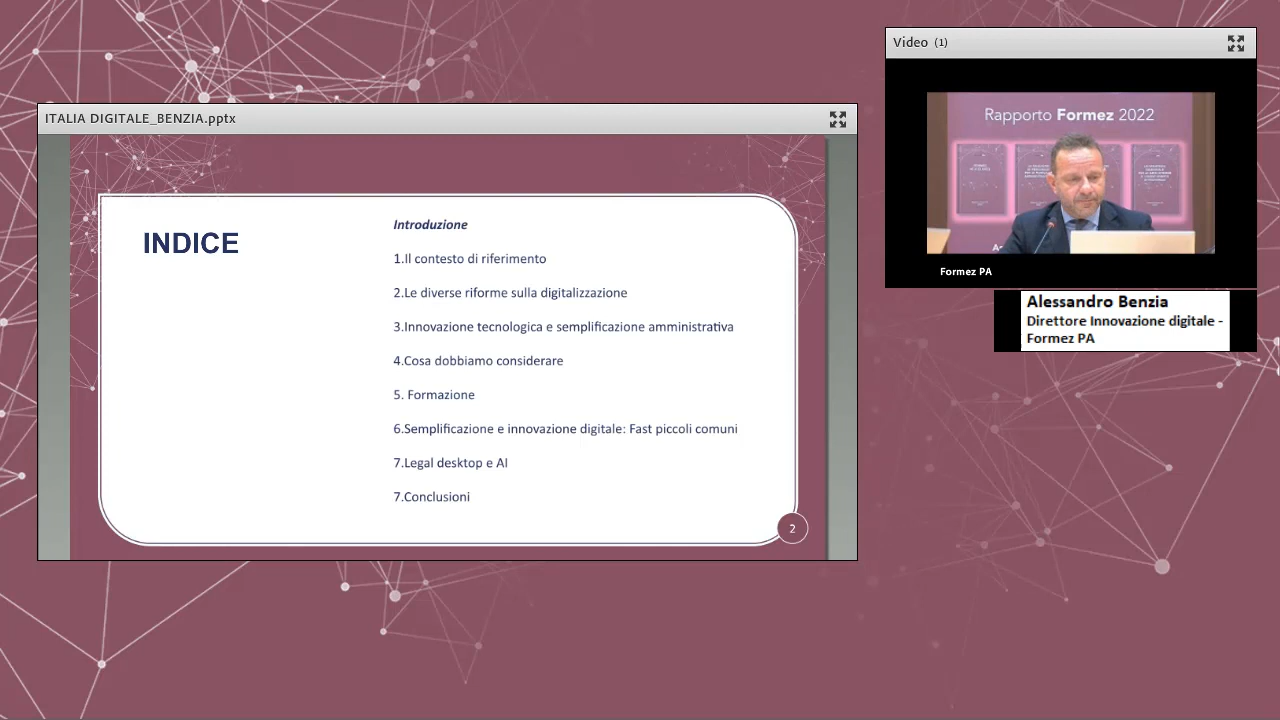 Video (1)
ITALIA DIGITALE_BENZIA.pptx
Rapporto Formez 2022
Formez PA
Alessandro Benzia
Direttore Innovazione digitale -
Formez PA
INDICE
Introduzione
1.Il contesto di riferimento
2.Le diverse riforme sulla digitalizzazione
3.Innovazione tecnologica e semplificazione amministrativa
4.Cosa dobbiamo considerare
5. Formazione
6.Semplificazione e innovazione digitale: Fast piccoli comuni
7.Legal desktop e AI
7.Conclusioni
2